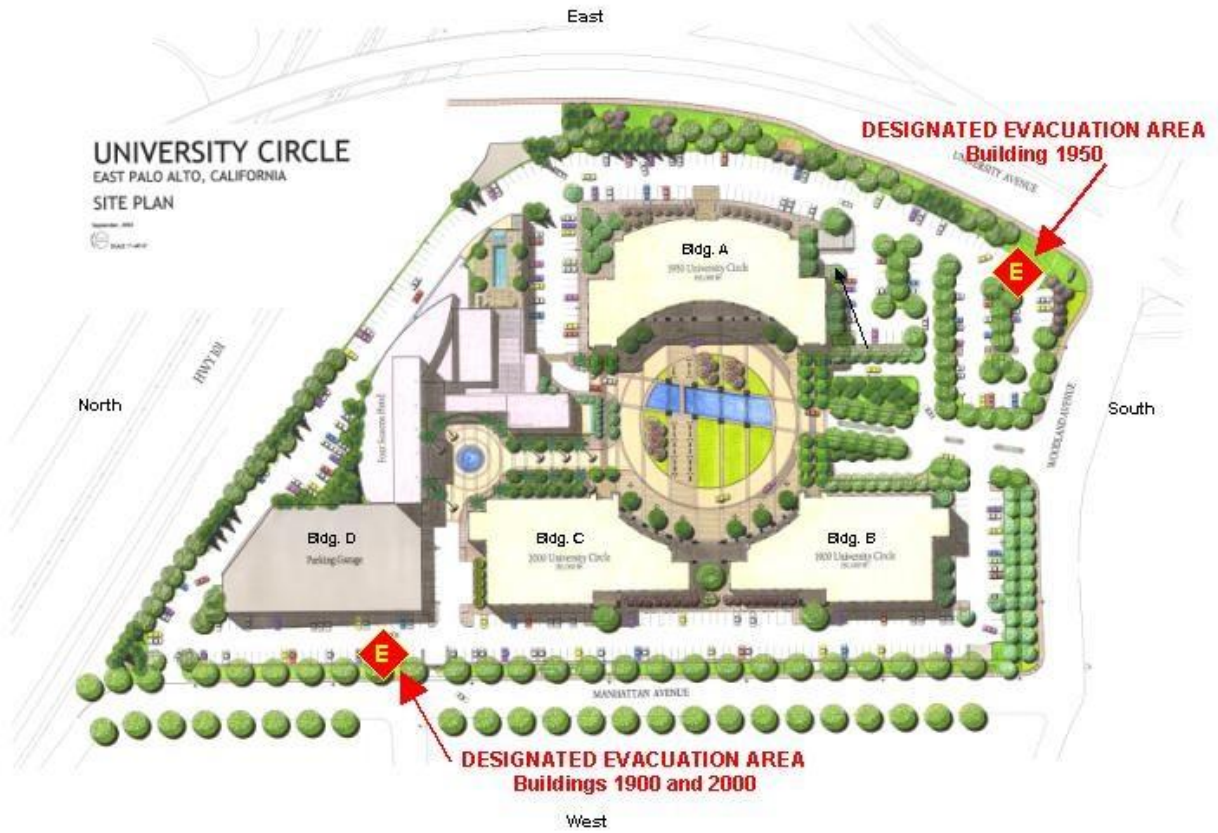 East
UNIVERSITY CIRCLE
EAST PALO ALTO, CALIFORNIA
SITE PLAN
DESIGNATED EVACUATION AREA
Building 1950
UNIVERSITY AVENUE
E
Bldg. A
1950 University Circle
HWY 101
North
South
Four Seasons Hotel
WOODLAND AVENUE
Bldg. D
Parking Garage
Bldg. C
2000 University Circle
Bldg. B
1900 University Circle
E
MANHATTAN AVENUE
DESIGNATED EVACUATION AREA
Buildings 1900 and 2000
West